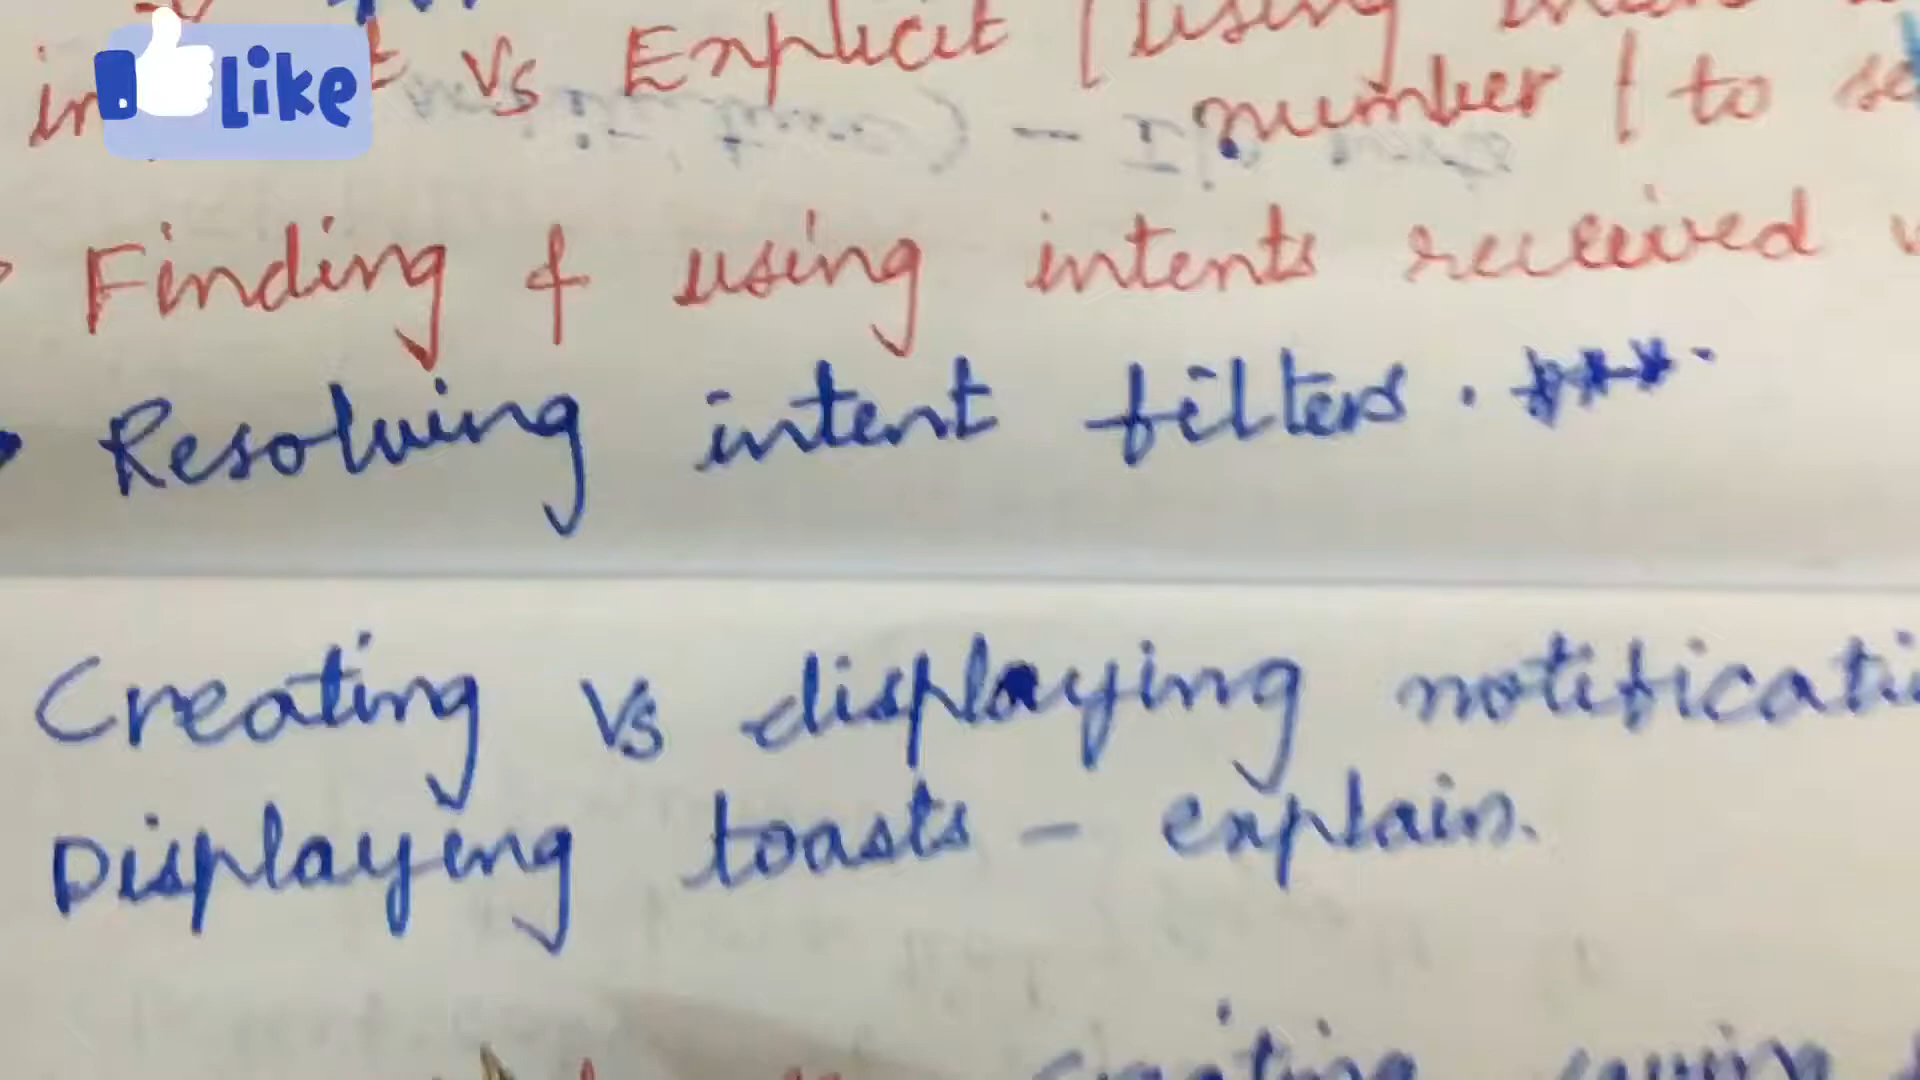 Like
vs Explicit | using
number | to
Finding & using intents received
Resolving intent filters. ***.
Creating Vs displaying notificati
Displaying toasts - explain.
creating